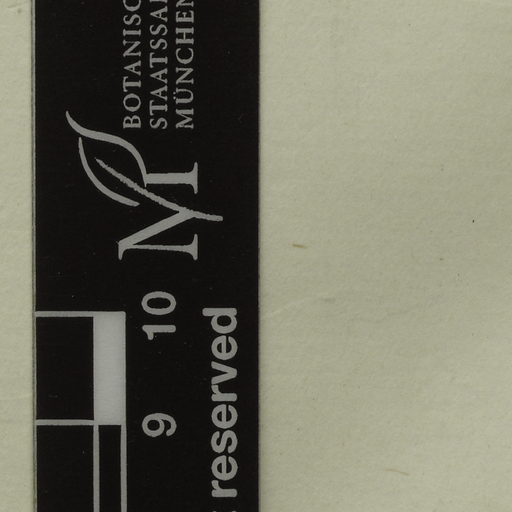 BOTANISC
STAATSSA
MÜNCHEN
M
9 10
reserved